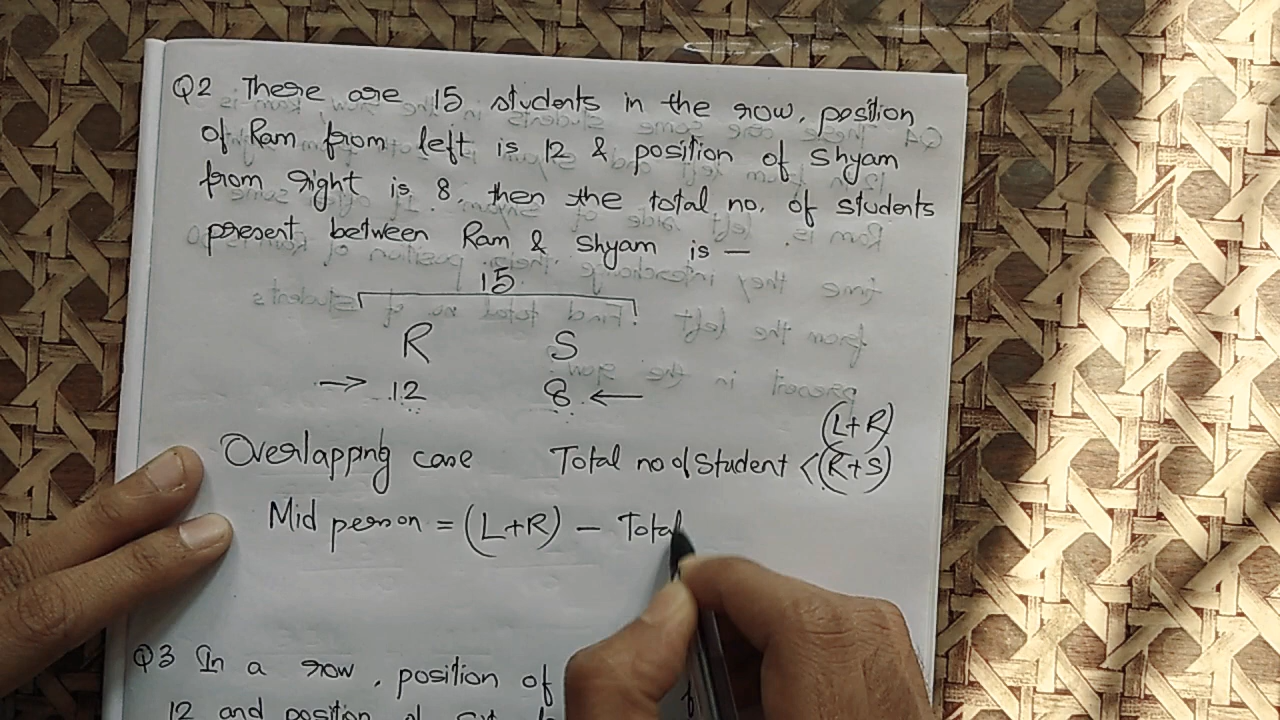 Q2 There are 15 students in the row, position
of Ram from left is 12 & position of Shyam
from right is 8, then the total no. of students
present between Ram & Shyam is —
15
R S
→ 12 8 ←
(L+R)
Overlapping case Total no of Student < (R+S)
Mid person = (L+R) - Total
Q3 In a row, position of
12 and position of